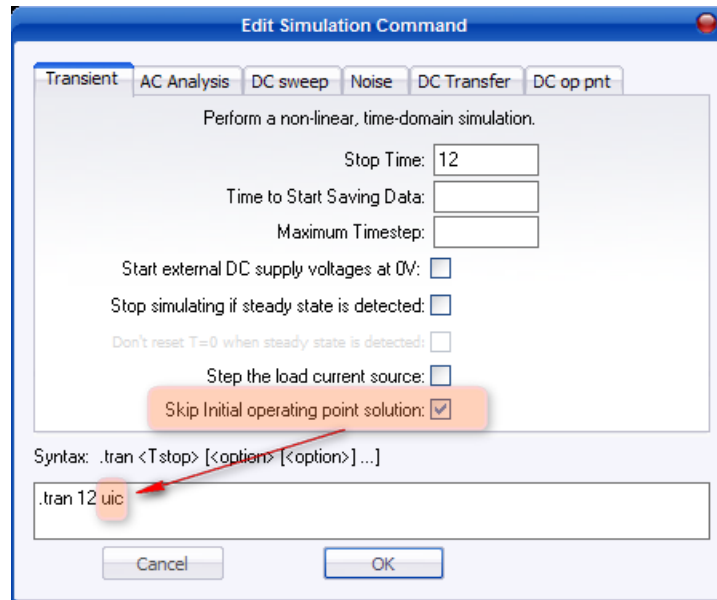 Edit Simulation Command
Transient AC Analysis DC sweep Noise DC Transfer DC op pnt
Perform a non-linear, time-domain simulation.
Stop Time: 12
Time to Start Saving Data:
Maximum Timestep:
Start external DC supply voltages at 0V:
Stop simulating if steady state is detected:
Don't reset T=0 when steady state is detected:
Step the load current source:
Skip Initial operating point solution:
Syntax: .tran <Tstop> [<option> [<option>] ...]
.tran 12 uic
Cancel OK